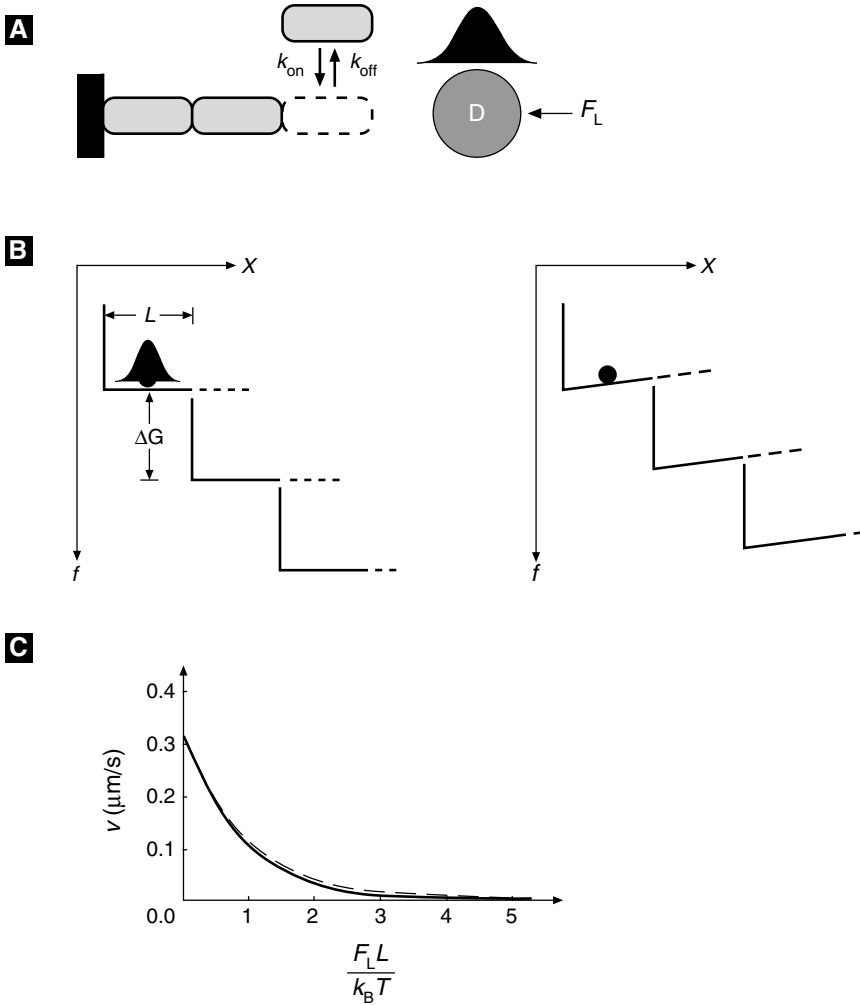 A
k_on k_off
D
F_L
B
X
L
ΔG
f
X
f
C
0.4
0.3
0.2
0.1
0.0
v (μm/s)
1 2 3 4 5
F_L L
k_B T